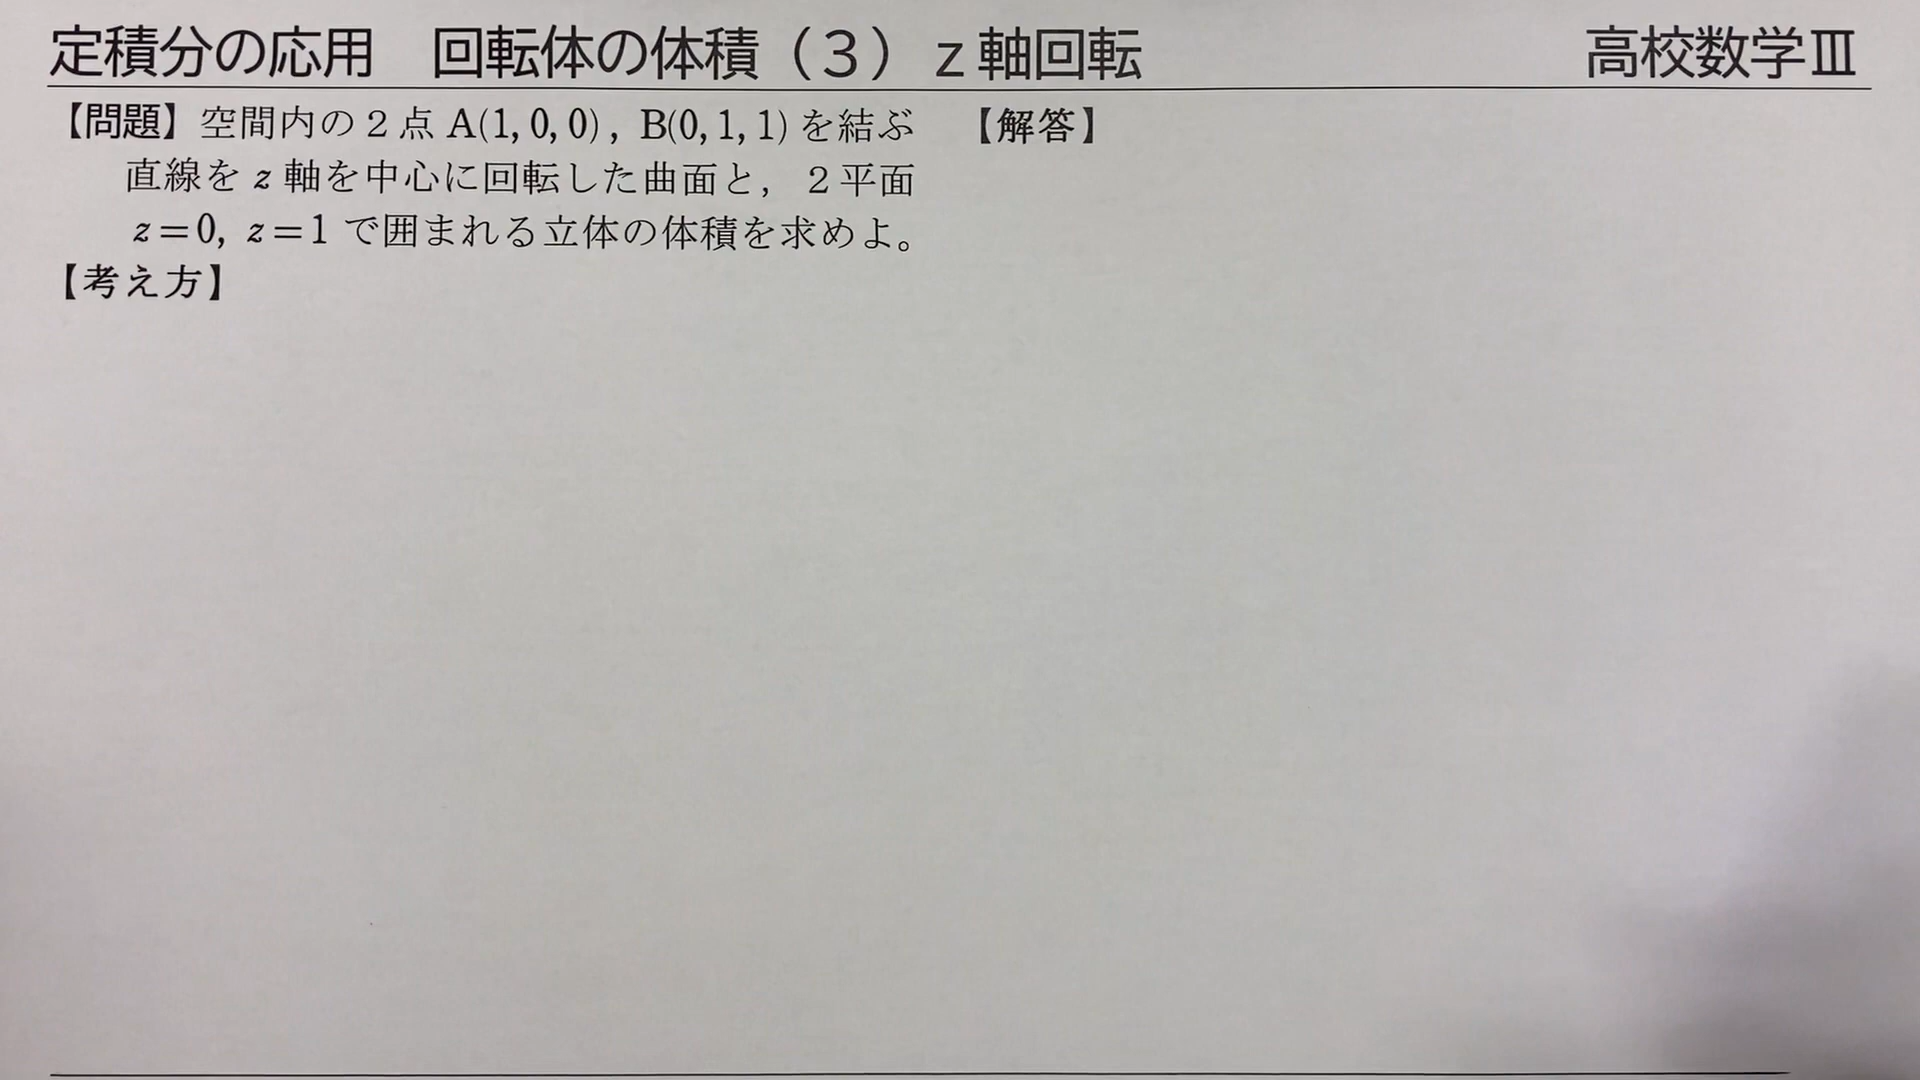 定積分の応用　回転体の体積（３）ｚ軸回転　高校数学Ⅲ
【問題】空間内の２点 A(1, 0, 0) , B(0, 1, 1) を結ぶ
直線を z 軸を中心に回転した曲面と，２平面
z=0, z=1 で囲まれる立体の体積を求めよ。
【考え方】
【解答】